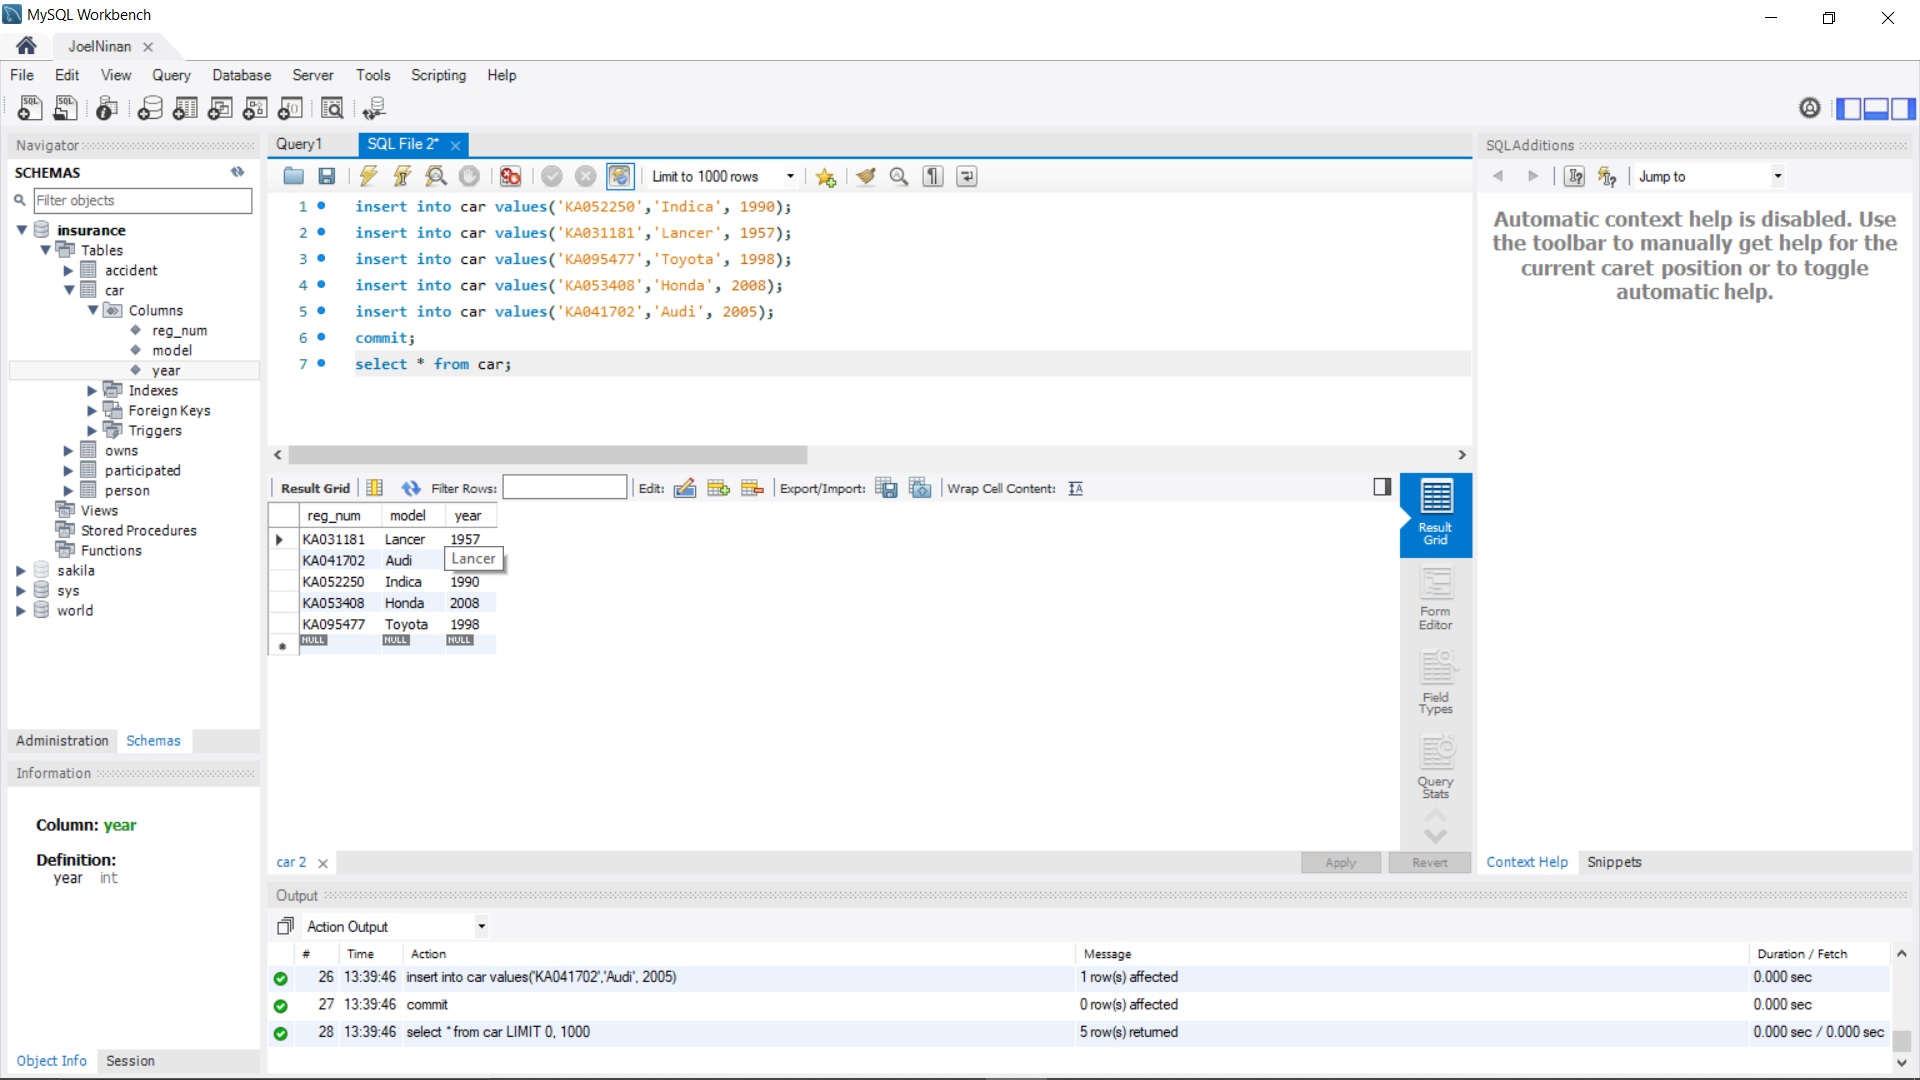 MySQL Workbench
JoelNinan
File Edit View Query Database Server Tools Scripting Help
Navigator
SCHEMAS
Filter objects
insurance
Tables
accident
car
Columns
reg_num
model
year
Indexes
Foreign Keys
Triggers
owns
participated
person
Views
Stored Procedures
Functions
sakila
sys
world
Administration Schemas
Information
Column: year
Definition:
year int
Object Info Session
Query1 SQL File 2*
Limit to 1000 rows
1 insert into car values('KA052250','Indica', 1990);
2 insert into car values('KA031181','Lancer', 1957);
3 insert into car values('KA095477','Toyota', 1998);
4 insert into car values('KA053408','Honda', 2008);
5 insert into car values('KA041702','Audi', 2005);
6 commit;
7 select * from car;
Result Grid Filter Rows: Edit: Export/Import: Wrap Cell Content:
reg_num model year
KA031181 Lancer 1957
KA041702 Audi
Lancer
KA052250 Indica 1990
KA053408 Honda 2008
KA095477 Toyota 1998
NULL NULL NULL
Result
Grid
Form
Editor
Field
Types
Query
Stats
car 2
Apply Revert
SQLAdditions
Jump to
Automatic context help is disabled. Use
the toolbar to manually get help for the
current caret position or to toggle
automatic help.
Context Help Snippets
Output
Action Output
# Time Action Message Duration / Fetch
26 13:39:46 insert into car values('KA041702','Audi', 2005) 1 row(s) affected 0.000 sec
27 13:39:46 commit 0 row(s) affected 0.000 sec
28 13:39:46 select * from car LIMIT 0, 1000 5 row(s) returned 0.000 sec / 0.000 sec